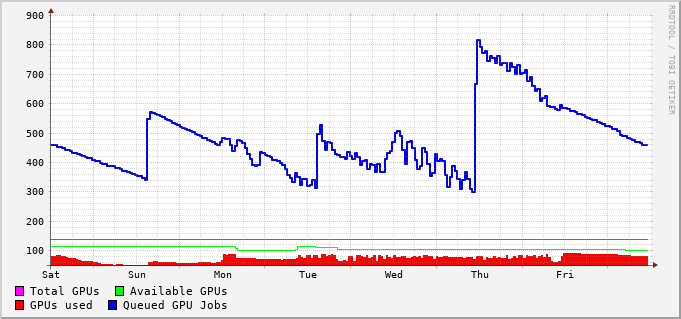 900
800
700
600
500
400
300
200
100
Sat Sun Mon Tue Wed Thu Fri
Total GPUs Available GPUs
GPUs used Queued GPU Jobs
RRDTOOL / TOBI OETIKER